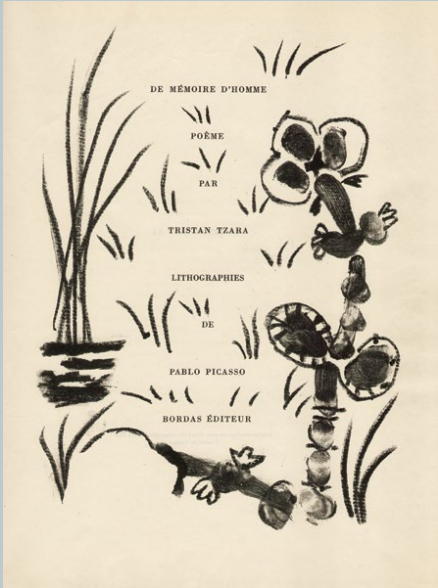 DE MÉMOIRE D'HOMME
POÈME
PAR
TRISTAN TZARA
LITHOGRAPHIES
DE
PABLO PICASSO
BORDAS ÉDITEUR